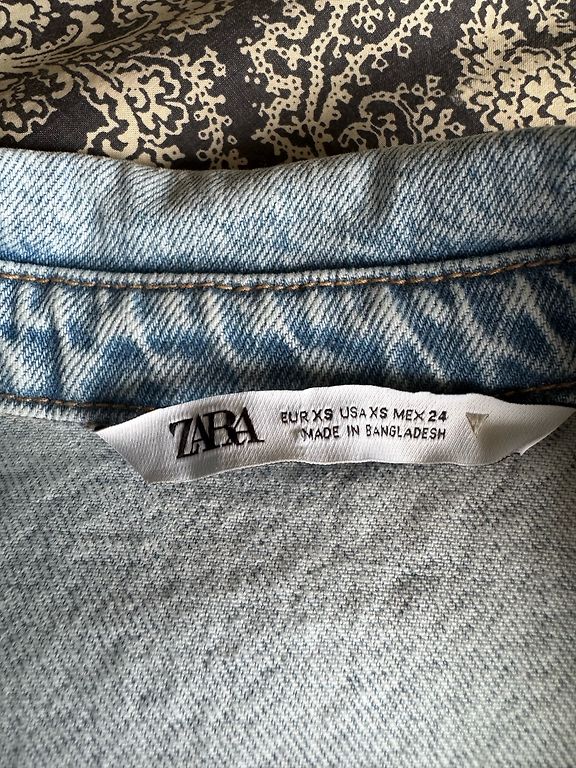 ZARA
EUR XS USA XS MEX 24
MADE IN BANGLADESH